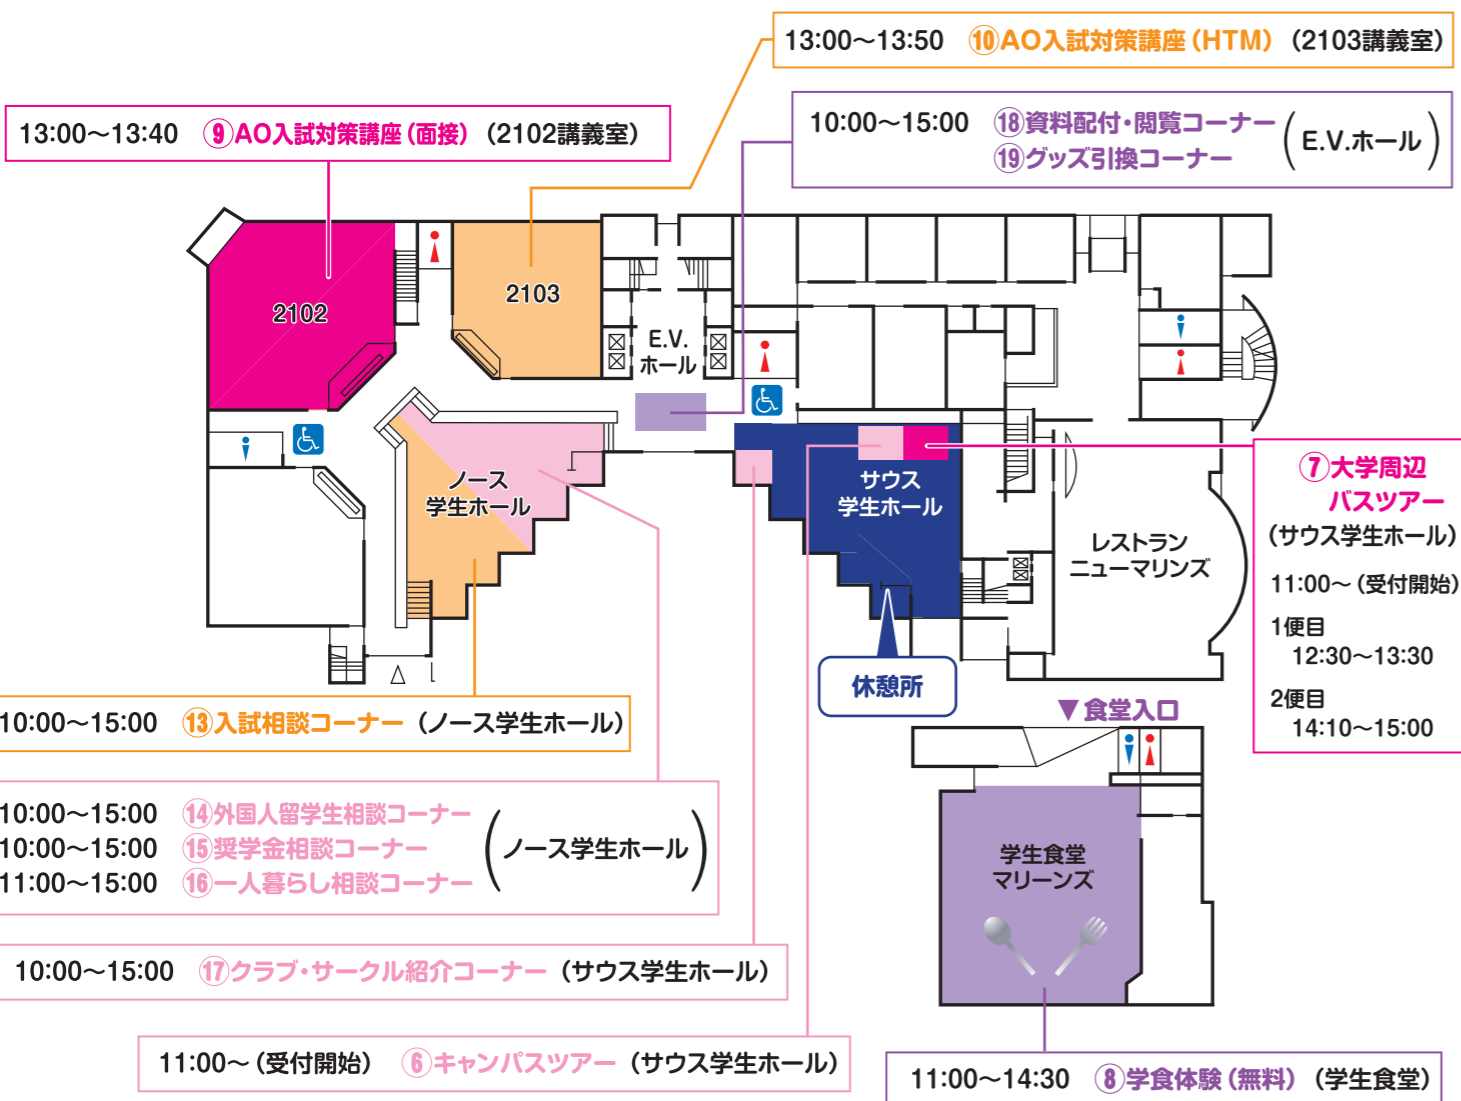 13:00〜13:50 ⑩AO入試対策講座（HTM）（2103講義室）
10:00〜15:00 ⑱資料配付・閲覧コーナー
⑲グッズ引換コーナー
（E.V.ホール）
13:00〜13:40 ⑨AO入試対策講座（面接）（2102講義室）
2102
2103
E.V.
ホール
ノース
学生ホール
サウス
学生ホール
レストラン
ニューマリンズ
⑦大学周辺
バスツアー
（サウス学生ホール）
11:00〜（受付開始）
1便目
12:30〜13:30
2便目
14:10〜15:00
休憩所
▼食堂入口
10:00〜15:00 ⑬入試相談コーナー（ノース学生ホール）
10:00〜15:00 ⑭外国人留学生相談コーナー
10:00〜15:00 ⑮奨学金相談コーナー
11:00〜15:00 ⑯一人暮らし相談コーナー
（ノース学生ホール）
学生食堂
マリーンズ
10:00〜15:00 ⑰クラブ・サークル紹介コーナー（サウス学生ホール）
11:00〜（受付開始） ⑥キャンパスツアー（サウス学生ホール）
11:00〜14:30 ⑧学食体験（無料）（学生食堂）